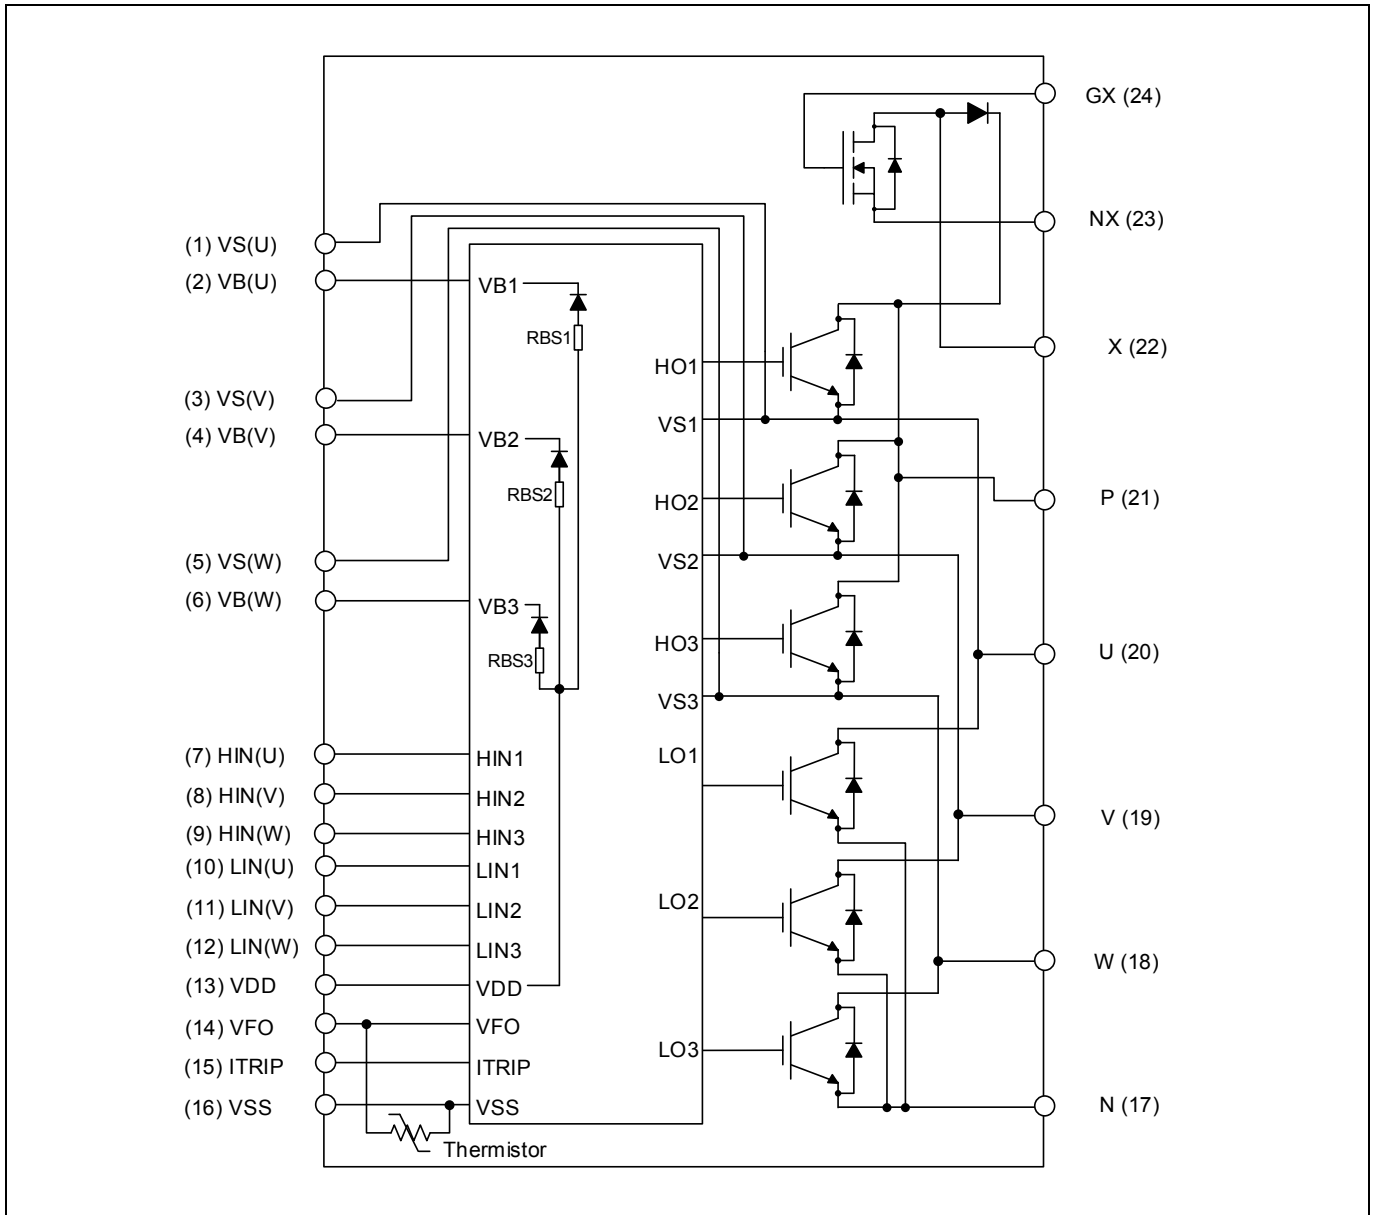 GX (24)
NX (23)
(1) VS(U)
(2) VB(U)
VB1
RBS1
X (22)
HO1
(3) VS(V)
VS1
(4) VB(V)
VB2
RBS2
HO2
P (21)
(5) VS(W)
VS2
(6) VB(W)
VB3
HO3
RBS3
U (20)
VS3
(7) HIN(U)
HIN1
LO1
(8) HIN(V)
HIN2
(9) HIN(W)
HIN3
V (19)
(10) LIN(U)
LIN1
(11) LIN(V)
LIN2
LO2
(12) LIN(W)
LIN3
W (18)
(13) VDD
VDD
(14) VFO
VFO
LO3
(15) ITRIP
ITRIP
(16) VSS
VSS
N (17)
Thermistor